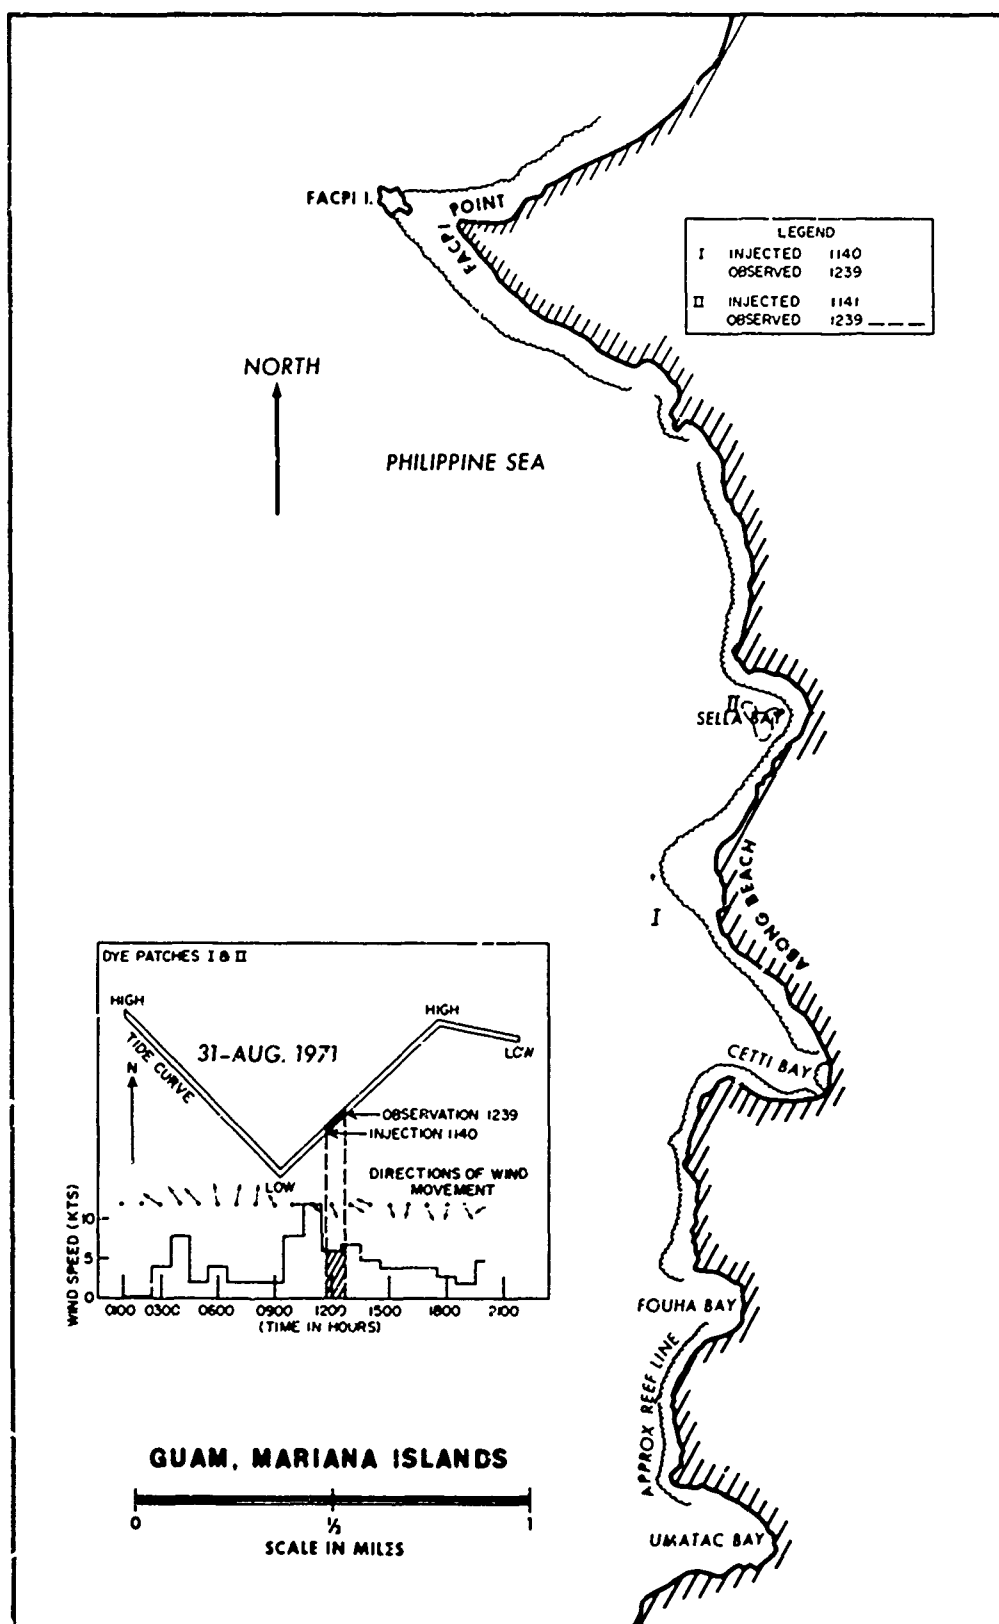 FACPI I.
FACPI POINT
LEGEND
I INJECTED 1140
OBSERVED 1239
II INJECTED 1141
OBSERVED 1239 ————
NORTH
PHILIPPINE SEA
II
SELLA BAY
I
ABONG BEACH
CETTI BAY
FOUHA BAY
APPROX REEF LINE
UMATAC BAY
DYE PATCHES I & II
HIGH
HIGH
TIDE CURVE
31-AUG. 1971
LOW
N
OBSERVATION 1239
INJECTION 1140
LOW
DIRECTIONS OF WIND
MOVEMENT
WIND SPEED (KTS)
10
5
0
0100 0300 0600 0900 1200 1500 1800 2100
(TIME IN HOURS)
GUAM, MARIANA ISLANDS
0 ½ 1
SCALE IN MILES